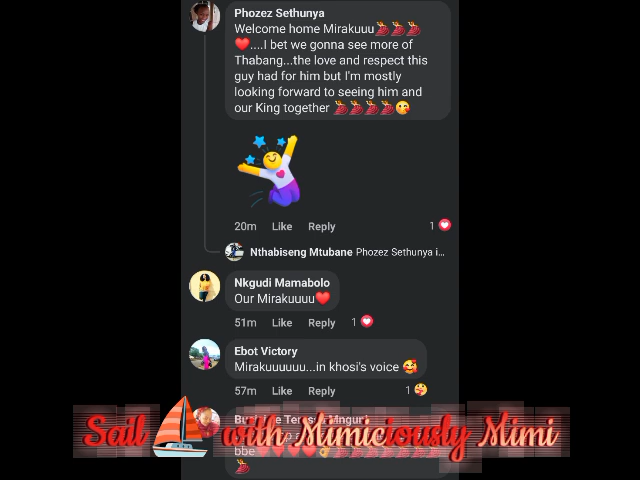 Phozez Sethunya
Welcome home Mirakuuu💃💃💃
❤️....I bet we gonna see more of
Thabang...the love and respect this
guy had for him but I'm mostly
looking forward to seeing him and
our King together 💃💃💃💃🥰
20m Like Reply 1
Nthabiseng Mtubane Phozez Sethunya i...
Nkgudi Mamabolo
Our Mirakuuuu❤️
51m Like Reply 1
Ebot Victory
Mirakuuuuuu...in khosi's voice 🥰
57m Like Reply 1
Sail with Mimiciously Mimi
bbe